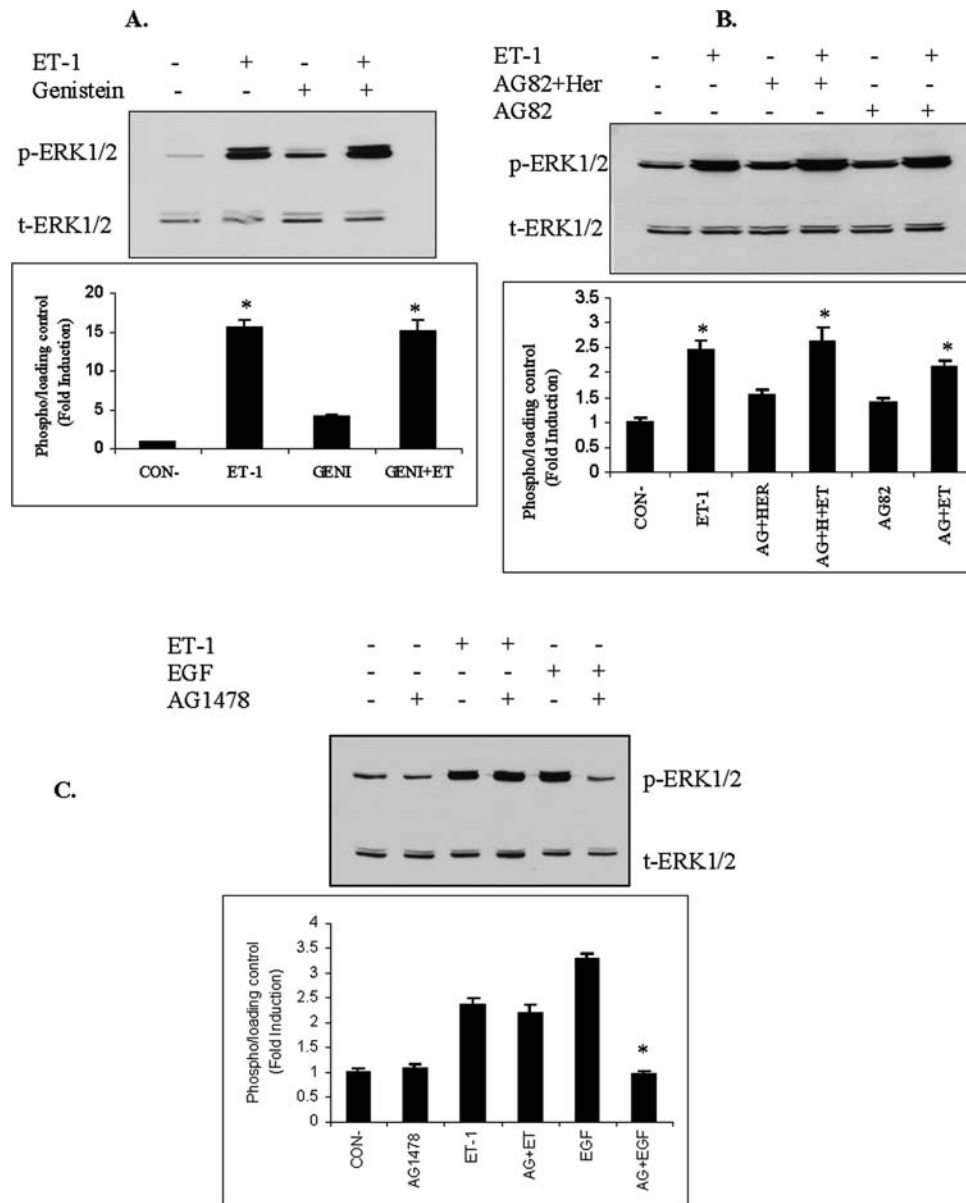 A.
ET-1 - + - +
Genistein - - + +
p-ERK1/2
t-ERK1/2
Phospho/loading control
(Fold Induction)
20
15
10
5
0
CON- ET-1 GENI GENI+ET
* *
B.
ET-1 - + - + - +
AG82+Her - - + + - -
AG82 - - - - + +
p-ERK1/2
t-ERK1/2
Phospho/loading control
(Fold Induction)
3.5
3
2.5
2
1.5
1
0.5
0
* * *
CON- ET-1 AG+HER AG+H+ET AG82 AG+ET
C.
ET-1 - - + + - -
EGF - - - - + +
AG1478 - + - + - +
p-ERK1/2
t-ERK1/2
Phospho/loading control
(Fold Induction)
4
3.5
3
2.5
2
1.5
1
0.5
0
*
CON- AG1478 ET-1 AG+ET EGF AG+EGF